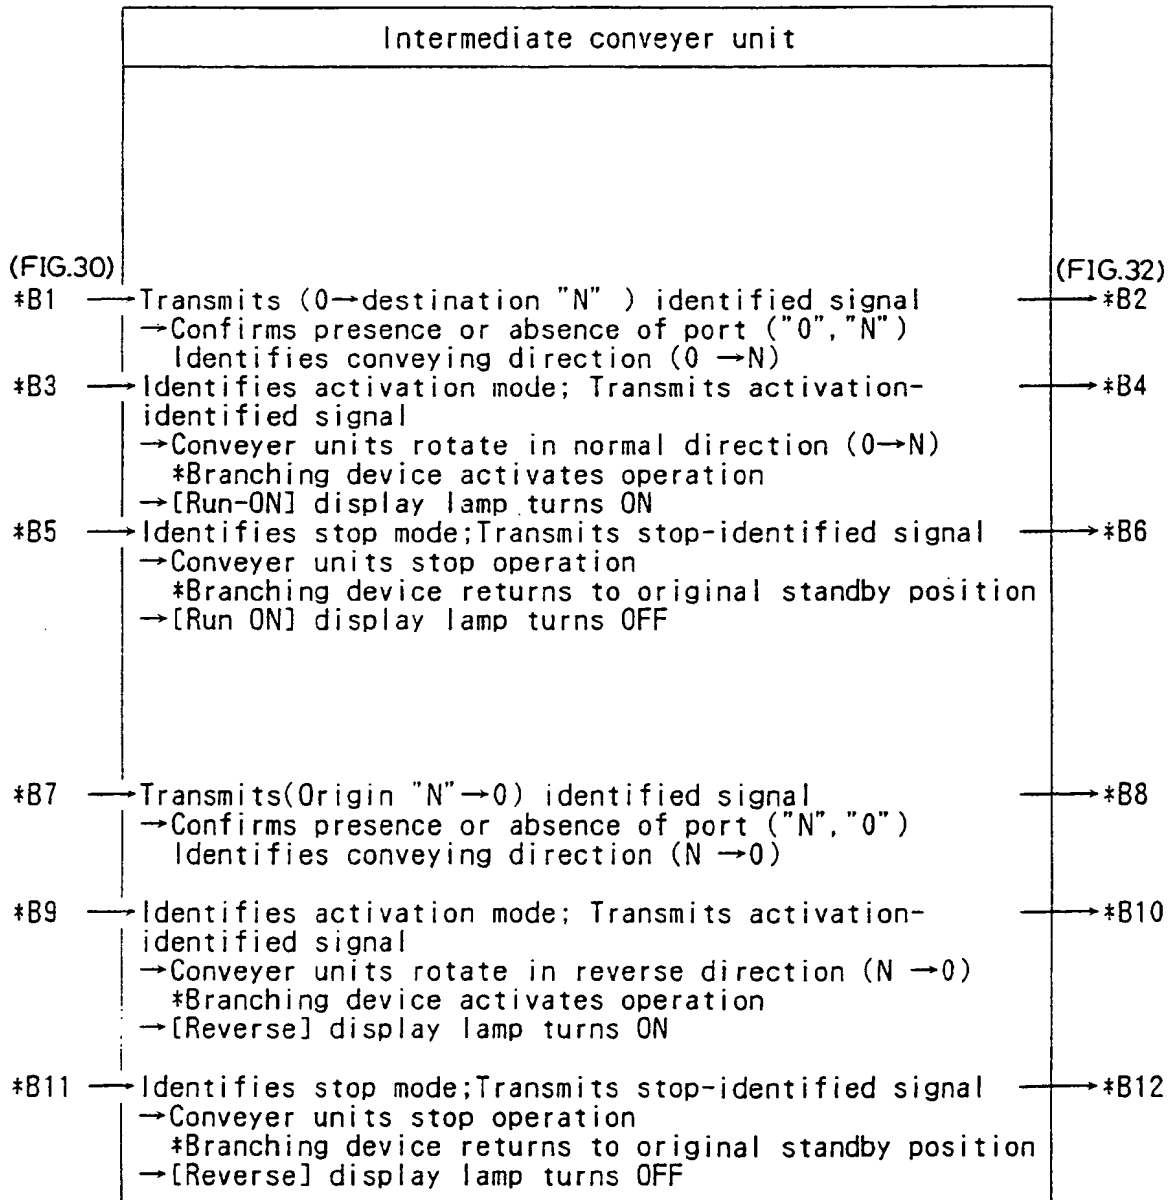 Intermediate conveyer unit
(FIG.30) (FIG.32)
*B1 →Transmits (0→destination "N" ) identified signal →*B2
→Confirms presence or absence of port ("0","N")
Identifies conveying direction (0 →N)
*B3 →Identifies activation mode; Transmits activation- →*B4
identified signal
→Conveyer units rotate in normal direction (0→N)
*Branching device activates operation
→[Run-ON] display lamp turns ON
*B5 →Identifies stop mode;Transmits stop-identified signal →*B6
→Conveyer units stop operation
*Branching device returns to original standby position
→[Run ON] display lamp turns OFF
*B7 →Transmits(Origin "N"→0) identified signal →*B8
→Confirms presence or absence of port ("N","0")
Identifies conveying direction (N →0)
*B9 →Identifies activation mode; Transmits activation- →*B10
identified signal
→Conveyer units rotate in reverse direction (N →0)
*Branching device activates operation
→[Reverse] display lamp turns ON
*B11 →Identifies stop mode;Transmits stop-identified signal →*B12
→Conveyer units stop operation
*Branching device returns to original standby position
→[Reverse] display lamp turns OFF